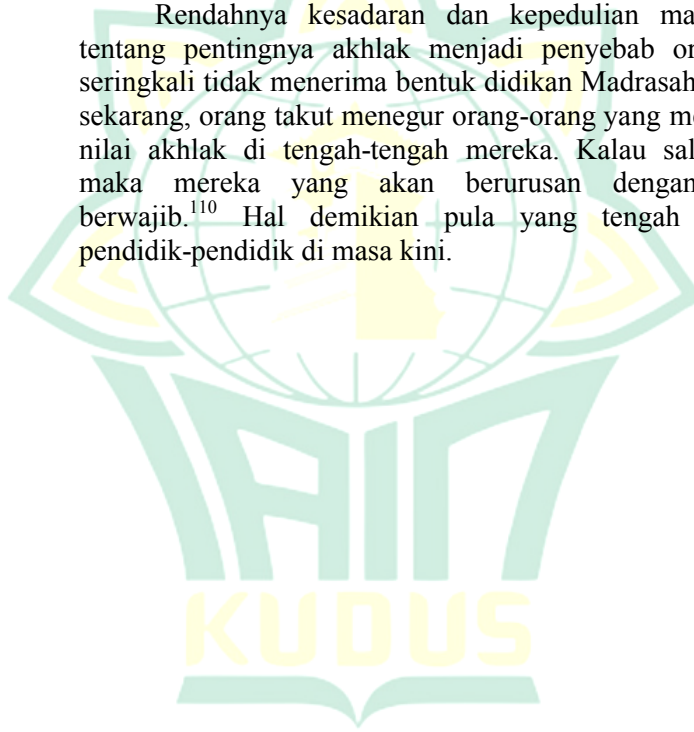 Rendahnya kesadaran dan kepedulian ma
tentang pentingnya akhlak menjadi penyebab or
seringkali tidak menerima bentuk didikan Madrasah
sekarang, orang takut menegur orang-orang yang me
nilai akhlak di tengah-tengah mereka. Kalau sal
maka mereka yang akan berurusan dengan
berwajib.110 Hal demikian pula yang tengah
pendidik-pendidik di masa kini.
IAIN
KUDUS